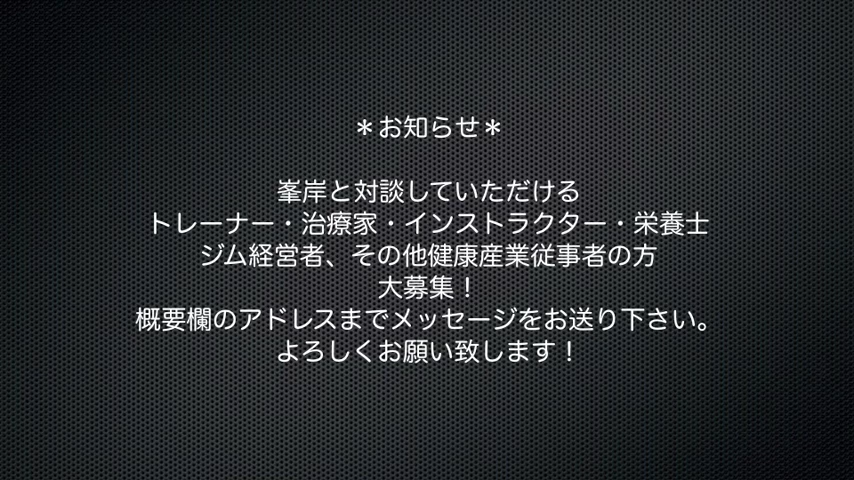 ＊お知らせ＊
峯岸と対談していただける
トレーナー・治療家・インストラクター・栄養士
ジム経営者、その他健康産業従事者の方
大募集！
概要欄のアドレスまでメッセージをお送り下さい。
よろしくお願い致します！